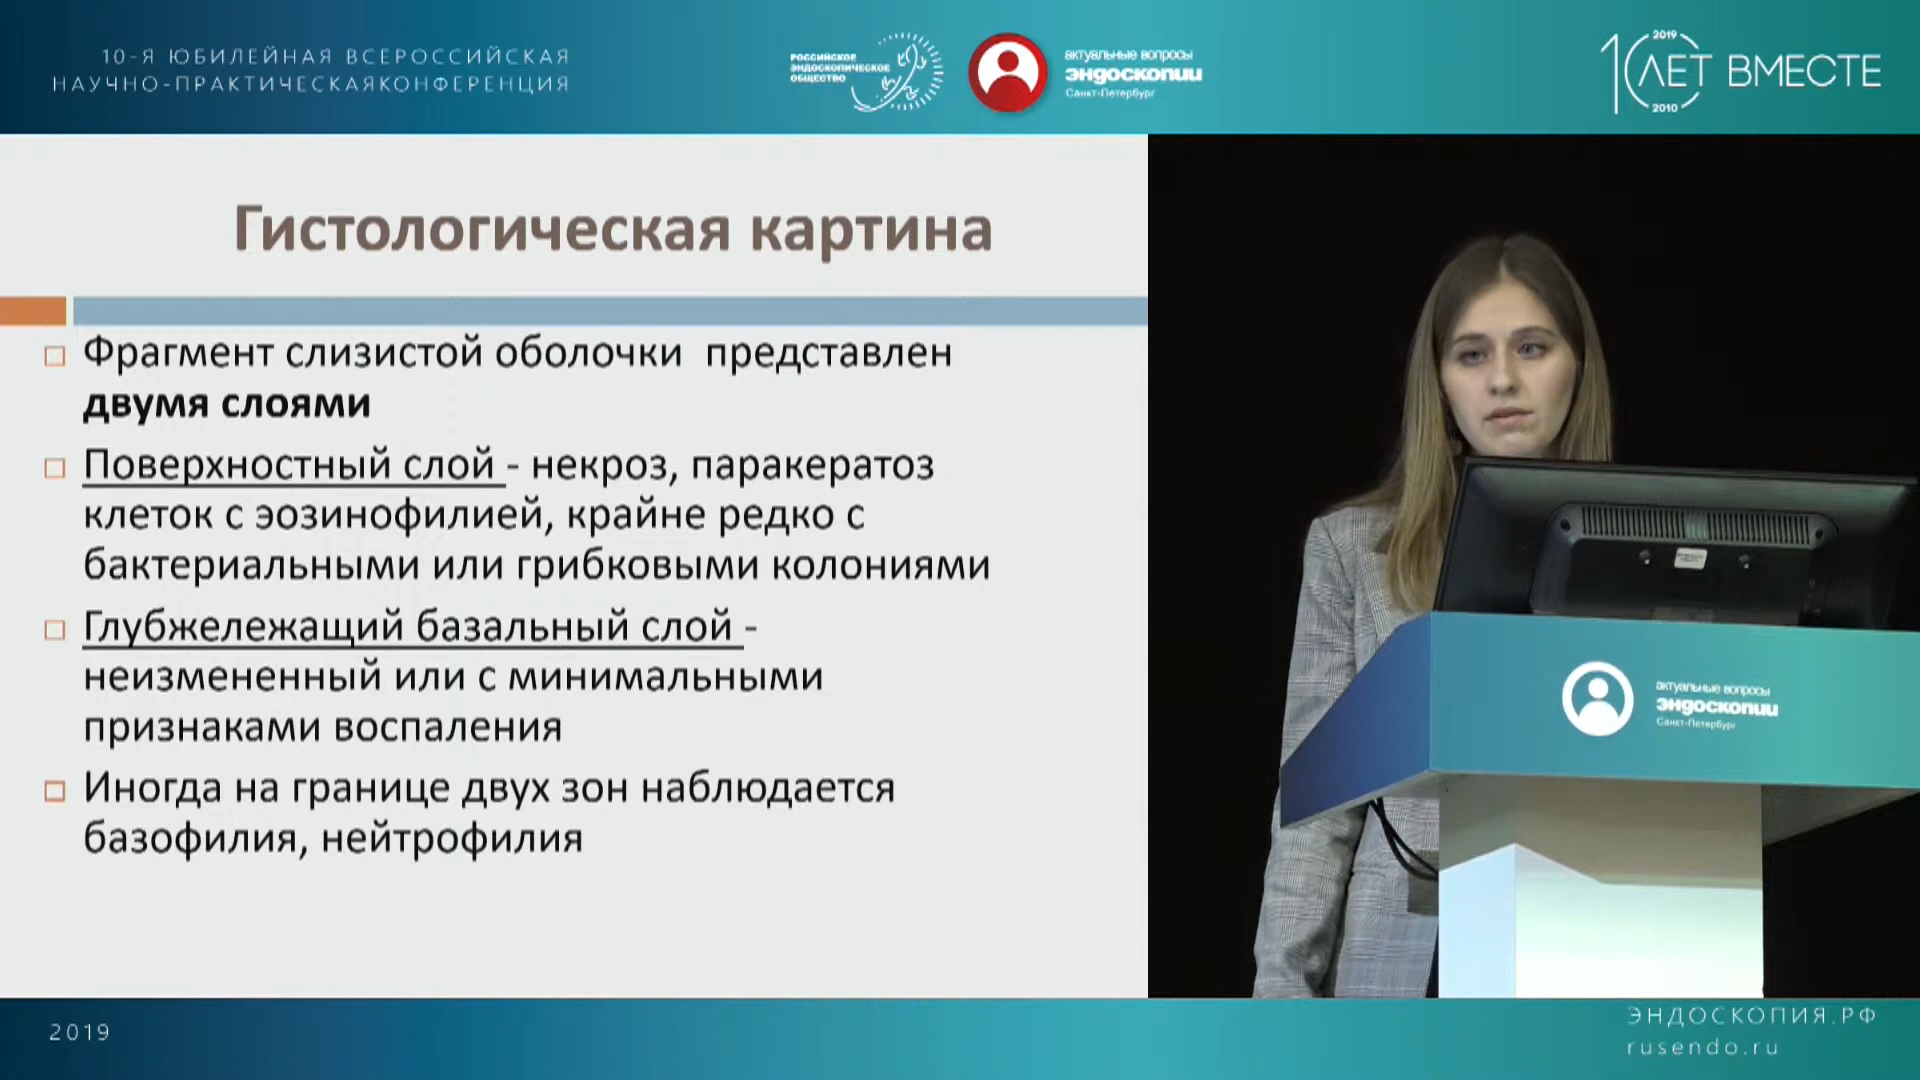 10-Я ЮБИЛЕЙНАЯ ВСЕРОССИЙСКАЯ
НАУЧНО-ПРАКТИЧЕСКАЯКОНФЕРЕНЦИЯ
РОССИЙСКОЕ
ЭНДОСКОПИЧЕСКОЕ
ОБЩЕСТВО
актуальные вопросы
эндоскопии
Санкт-Петербург
2019
10 ЛЕТ ВМЕСТЕ
2010
Гистологическая картина
Фрагмент слизистой оболочки представлен
двумя слоями
Поверхностный слой - некроз, паракератоз
клеток с эозинофилией, крайне редко с
бактериальными или грибковыми колониями
Глубжележащий базальный слой -
неизмененный или с минимальными
признаками воспаления
Иногда на границе двух зон наблюдается
базофилия, нейтрофилия
актуальные вопросы
эндоскопии
Санкт-Петербург
2019
ЭНДОСКОПИЯ.РФ
rusendo.ru